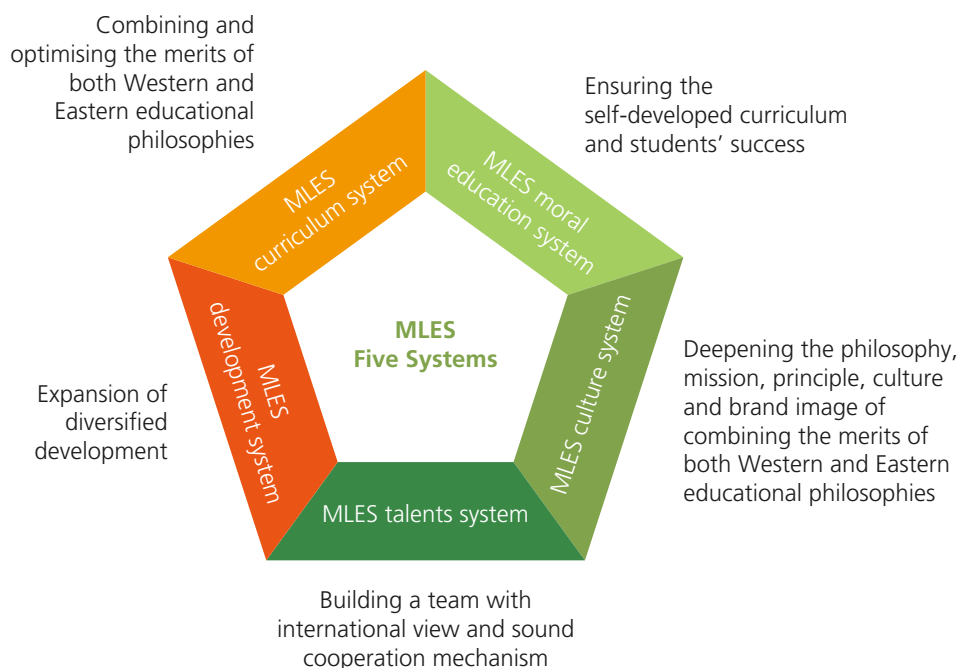 Combining and
optimising the merits of
both Western and
Eastern educational
philosophies
Ensuring the
self-developed curriculum
and students’ success
MLES
curriculum system
MLES moral
education system
MLES
Five Systems
MLES
development system
MLES culture system
Expansion of
diversified
development
Deepening the philosophy,
mission, principle, culture
and brand image of
combining the merits of
both Western and Eastern
educational philosophies
MLES talents system
Building a team with
international view and sound
cooperation mechanism